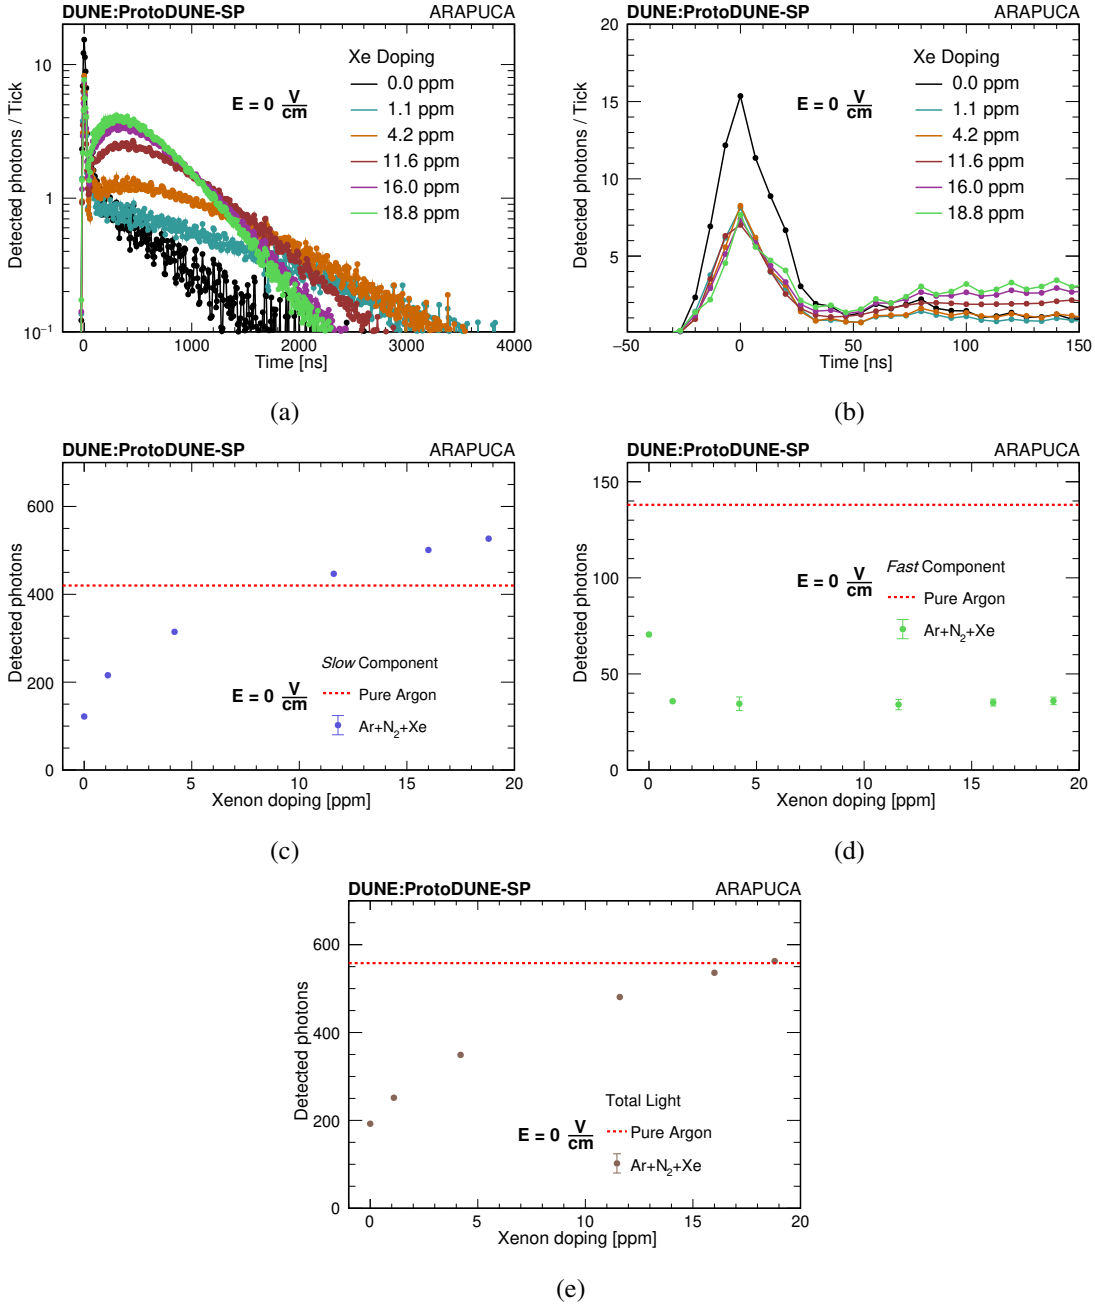 DUNE:ProtoDUNE-SP ARAPUCA
Detected photons / Tick
10
1
10⁻¹
E = 0 V/cm
Xe Doping
0.0 ppm
1.1 ppm
4.2 ppm
11.6 ppm
16.0 ppm
18.8 ppm
0 1000 2000 3000 4000
Time [ns]
(a)
DUNE:ProtoDUNE-SP ARAPUCA
Detected photons / Tick
20
15
10
5
E = 0 V/cm
Xe Doping
0.0 ppm
1.1 ppm
4.2 ppm
11.6 ppm
16.0 ppm
18.8 ppm
−50 0 50 100 150
Time [ns]
(b)
DUNE:ProtoDUNE-SP ARAPUCA
Detected photons
600
400
200
0
E = 0 V/cm
Slow Component
Pure Argon
Ar+N₂+Xe
0 5 10 15 20
Xenon doping [ppm]
(c)
DUNE:ProtoDUNE-SP ARAPUCA
Detected photons
150
100
50
0
E = 0 V/cm
Fast Component
Pure Argon
Ar+N₂+Xe
0 5 10 15 20
Xenon doping [ppm]
(d)
DUNE:ProtoDUNE-SP ARAPUCA
Detected photons
600
400
200
0
E = 0 V/cm
Total Light
Pure Argon
Ar+N₂+Xe
0 5 10 15 20
Xenon doping [ppm]
(e)